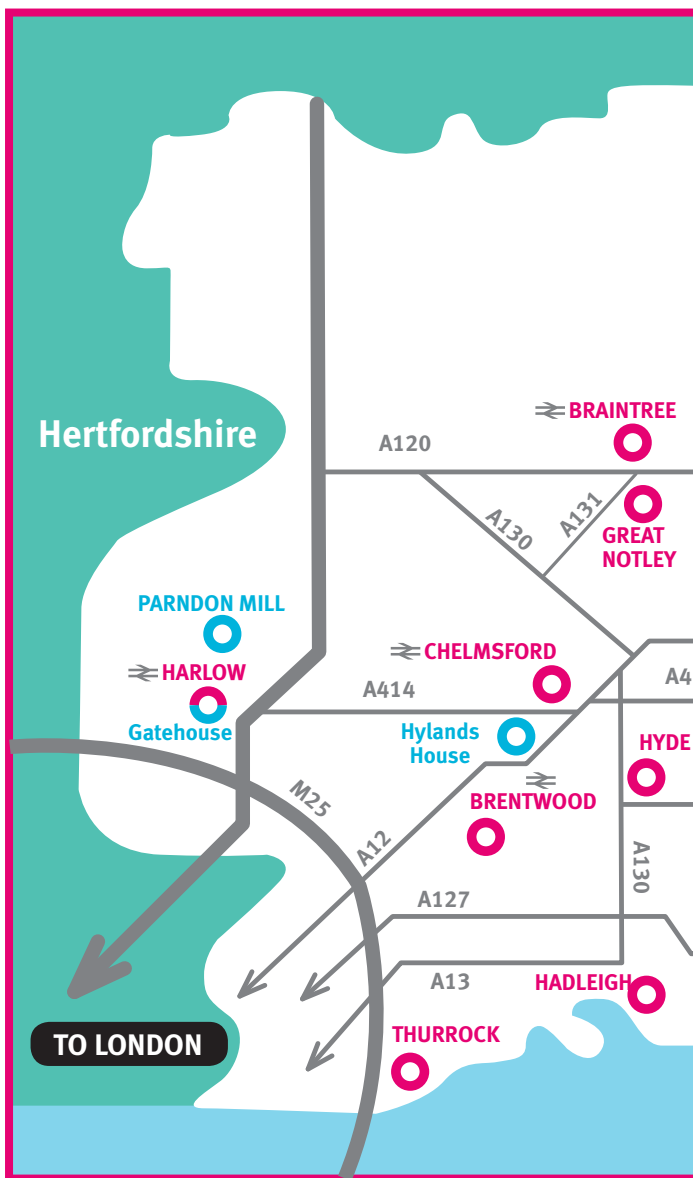 BRAINTREE
Hertfordshire
A120
A130
A131
GREAT
NOTLEY
PARNDON MILL
CHELMSFORD
HARLOW
A414
A4
Gatehouse
Hylands
House
HYDE
M25
BRENTWOOD
A12
A130
A127
A13
HADLEIGH
TO LONDON
THURROCK